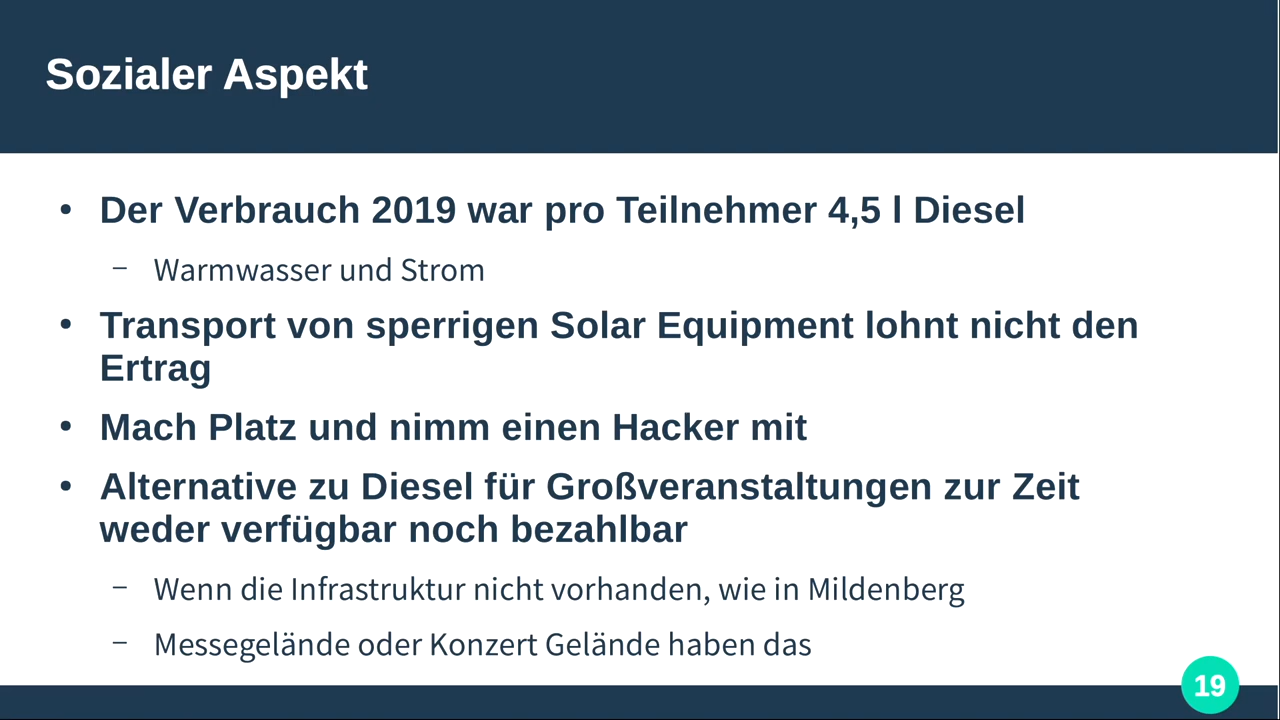 Sozialer Aspekt
• Der Verbrauch 2019 war pro Teilnehmer 4,5 l Diesel
– Warmwasser und Strom
• Transport von sperrigen Solar Equipment lohnt nicht den
Ertrag
• Mach Platz und nimm einen Hacker mit
• Alternative zu Diesel für Großveranstaltungen zur Zeit
weder verfügbar noch bezahlbar
– Wenn die Infrastruktur nicht vorhanden, wie in Mildenberg
– Messegelände oder Konzert Gelände haben das
19